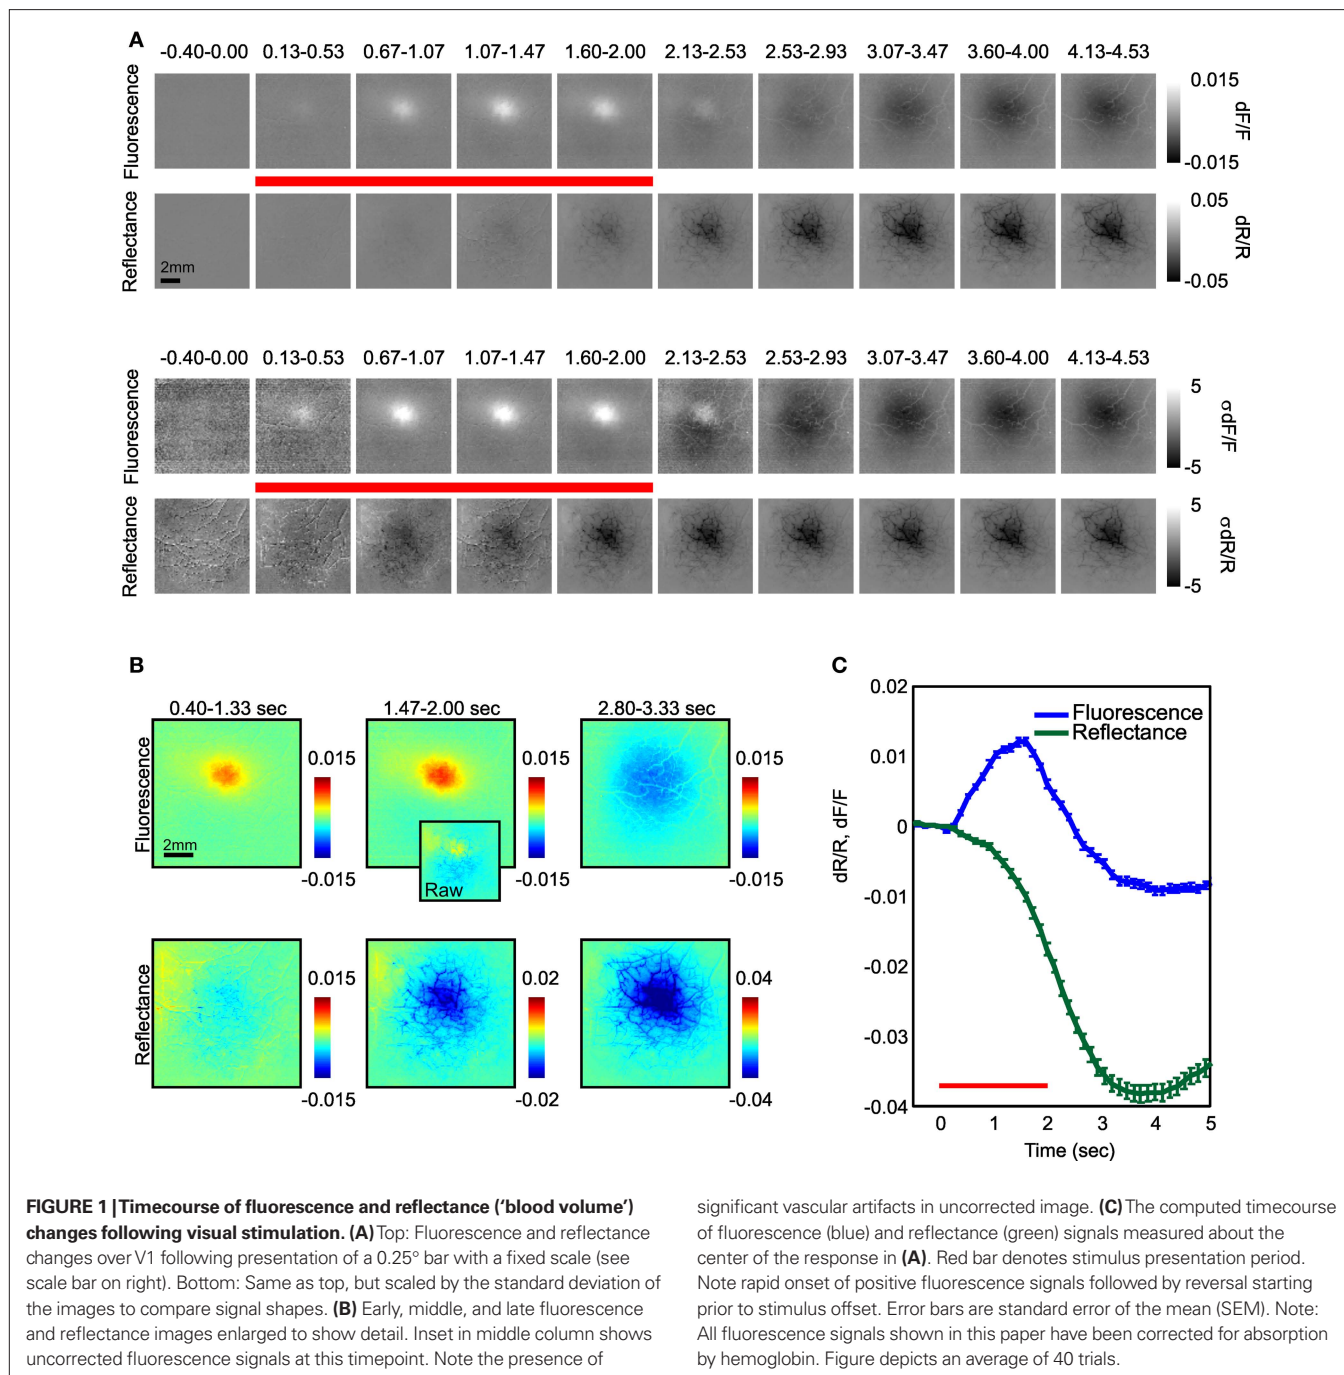 A
-0.40-0.00 0.13-0.53 0.67-1.07 1.07-1.47 1.60-2.00 2.13-2.53 2.53-2.93 3.07-3.47 3.60-4.00 4.13-4.53
Fluorescence
0.015
dF/F
-0.015
Reflectance
2mm
0.05
dR/R
-0.05
-0.40-0.00 0.13-0.53 0.67-1.07 1.07-1.47 1.60-2.00 2.13-2.53 2.53-2.93 3.07-3.47 3.60-4.00 4.13-4.53
Fluorescence
5
σdF/F
-5
Reflectance
5
σdR/R
-5
B
0.40-1.33 sec 1.47-2.00 sec 2.80-3.33 sec
Fluorescence
2mm
0.015 0.015 0.015
Raw
-0.015 -0.015 -0.015
Reflectance
0.015 0.02 0.04
-0.015 -0.02 -0.04
C
0.02
0.01
0
-0.01
-0.02
-0.03
-0.04
dR/R, dF/F
Fluorescence
Reflectance
0 1 2 3 4 5
Time (sec)
FIGURE 1 | Timecourse of fluorescence and reflectance (‘blood volume’)
changes following visual stimulation. (A) Top: Fluorescence and reflectance
changes over V1 following presentation of a 0.25° bar with a fixed scale (see
scale bar on right). Bottom: Same as top, but scaled by the standard deviation of
the images to compare signal shapes. (B) Early, middle, and late fluorescence
and reflectance images enlarged to show detail. Inset in middle column shows
uncorrected fluorescence signals at this timepoint. Note the presence of
significant vascular artifacts in uncorrected image. (C) The computed timecourse
of fluorescence (blue) and reflectance (green) signals measured about the
center of the response in (A). Red bar denotes stimulus presentation period.
Note rapid onset of positive fluorescence signals followed by reversal starting
prior to stimulus offset. Error bars are standard error of the mean (SEM). Note:
All fluorescence signals shown in this paper have been corrected for absorption
by hemoglobin. Figure depicts an average of 40 trials.